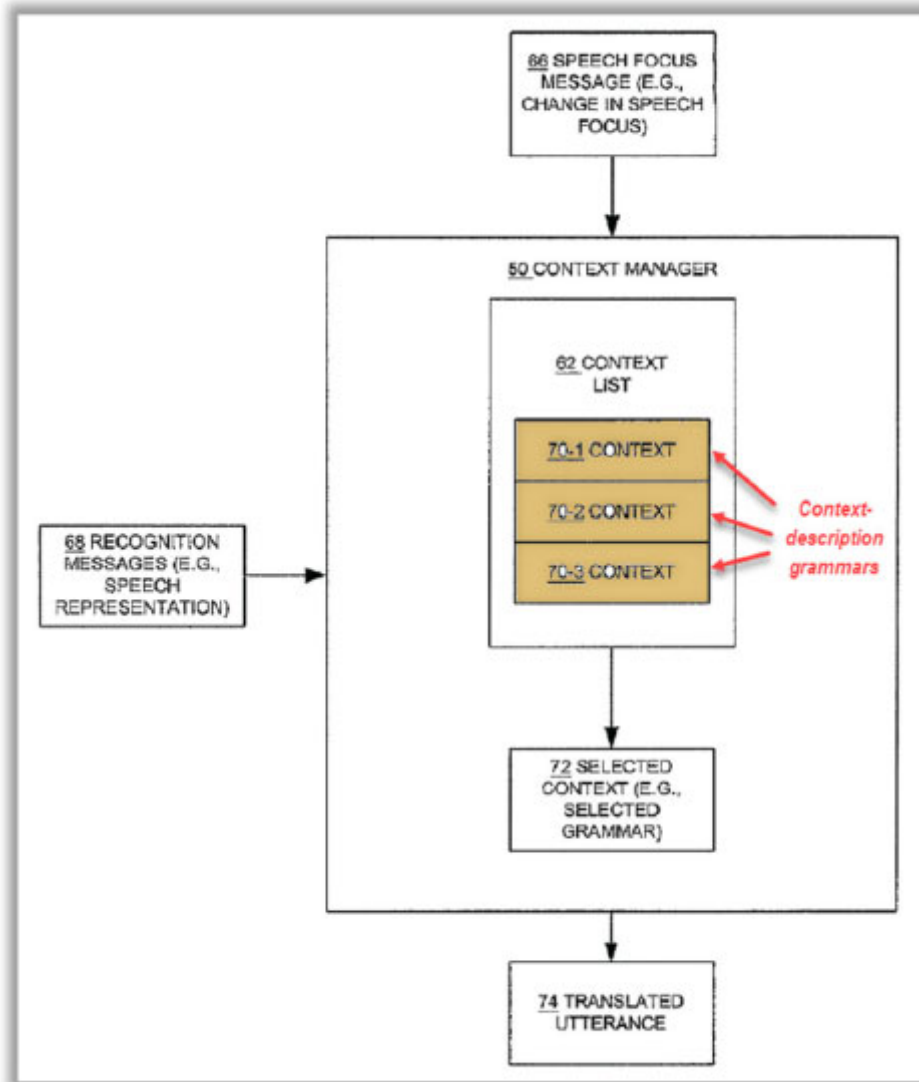 66 SPEECH FOCUS
MESSAGE (E.G.,
CHANGE IN SPEECH
FOCUS)
50 CONTEXT MANAGER
62 CONTEXT
LIST
70-1 CONTEXT
70-2 CONTEXT
70-3 CONTEXT
Context-
description
grammars
68 RECOGNITION
MESSAGES (E.G.,
SPEECH
REPRESENTATION)
72 SELECTED
CONTEXT (E.G.,
SELECTED
GRAMMAR)
74 TRANSLATED
UTTERANCE